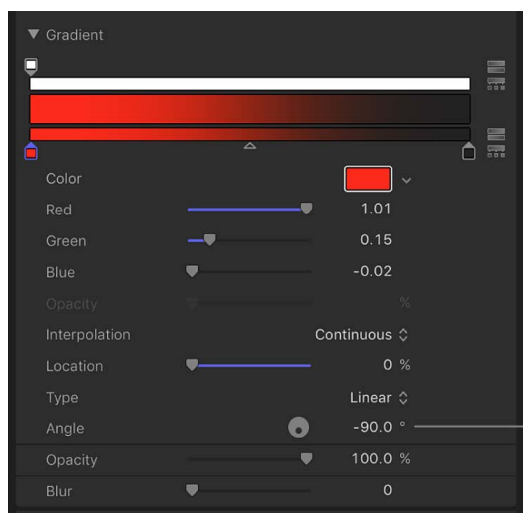 Gradient
Color
Red 1.01
Green 0.15
Blue -0.02
Opacity %
Interpolation Continuous
Location 0 %
Type Linear
Angle -90.0 °
Opacity 100.0 %
Blur 0